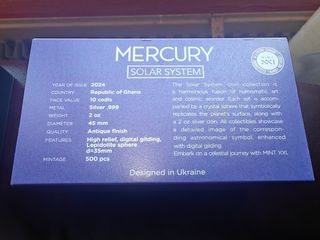 MERCURY
SOLAR SYSTEM
YEAR OF ISSUE 2024
COUNTRY Republic of Ghana
FACE VALUE 10 cedis
METAL Silver .999
WEIGHT 2 oz
DIAMETER 45 mm
QUALITY Antique finish
FEATURES High relief, digital gilding,
Lepidolite sphere
d=35mm
MINTAGE 500 pcs
The Solar System coin collection is
a harmonious fusion of numismatic art
and cosmic wonder. Each set is accom-
panied by a crystal sphere that symbolically
replicates the planet's surface, along with
a 2 oz silver coin. All collectibles showcase
a detailed image of the correspon-
ding astronomical symbol, enhanced
with digital gilding.
Embark on a celestial journey with MINT XXI.
Designed in Ukraine